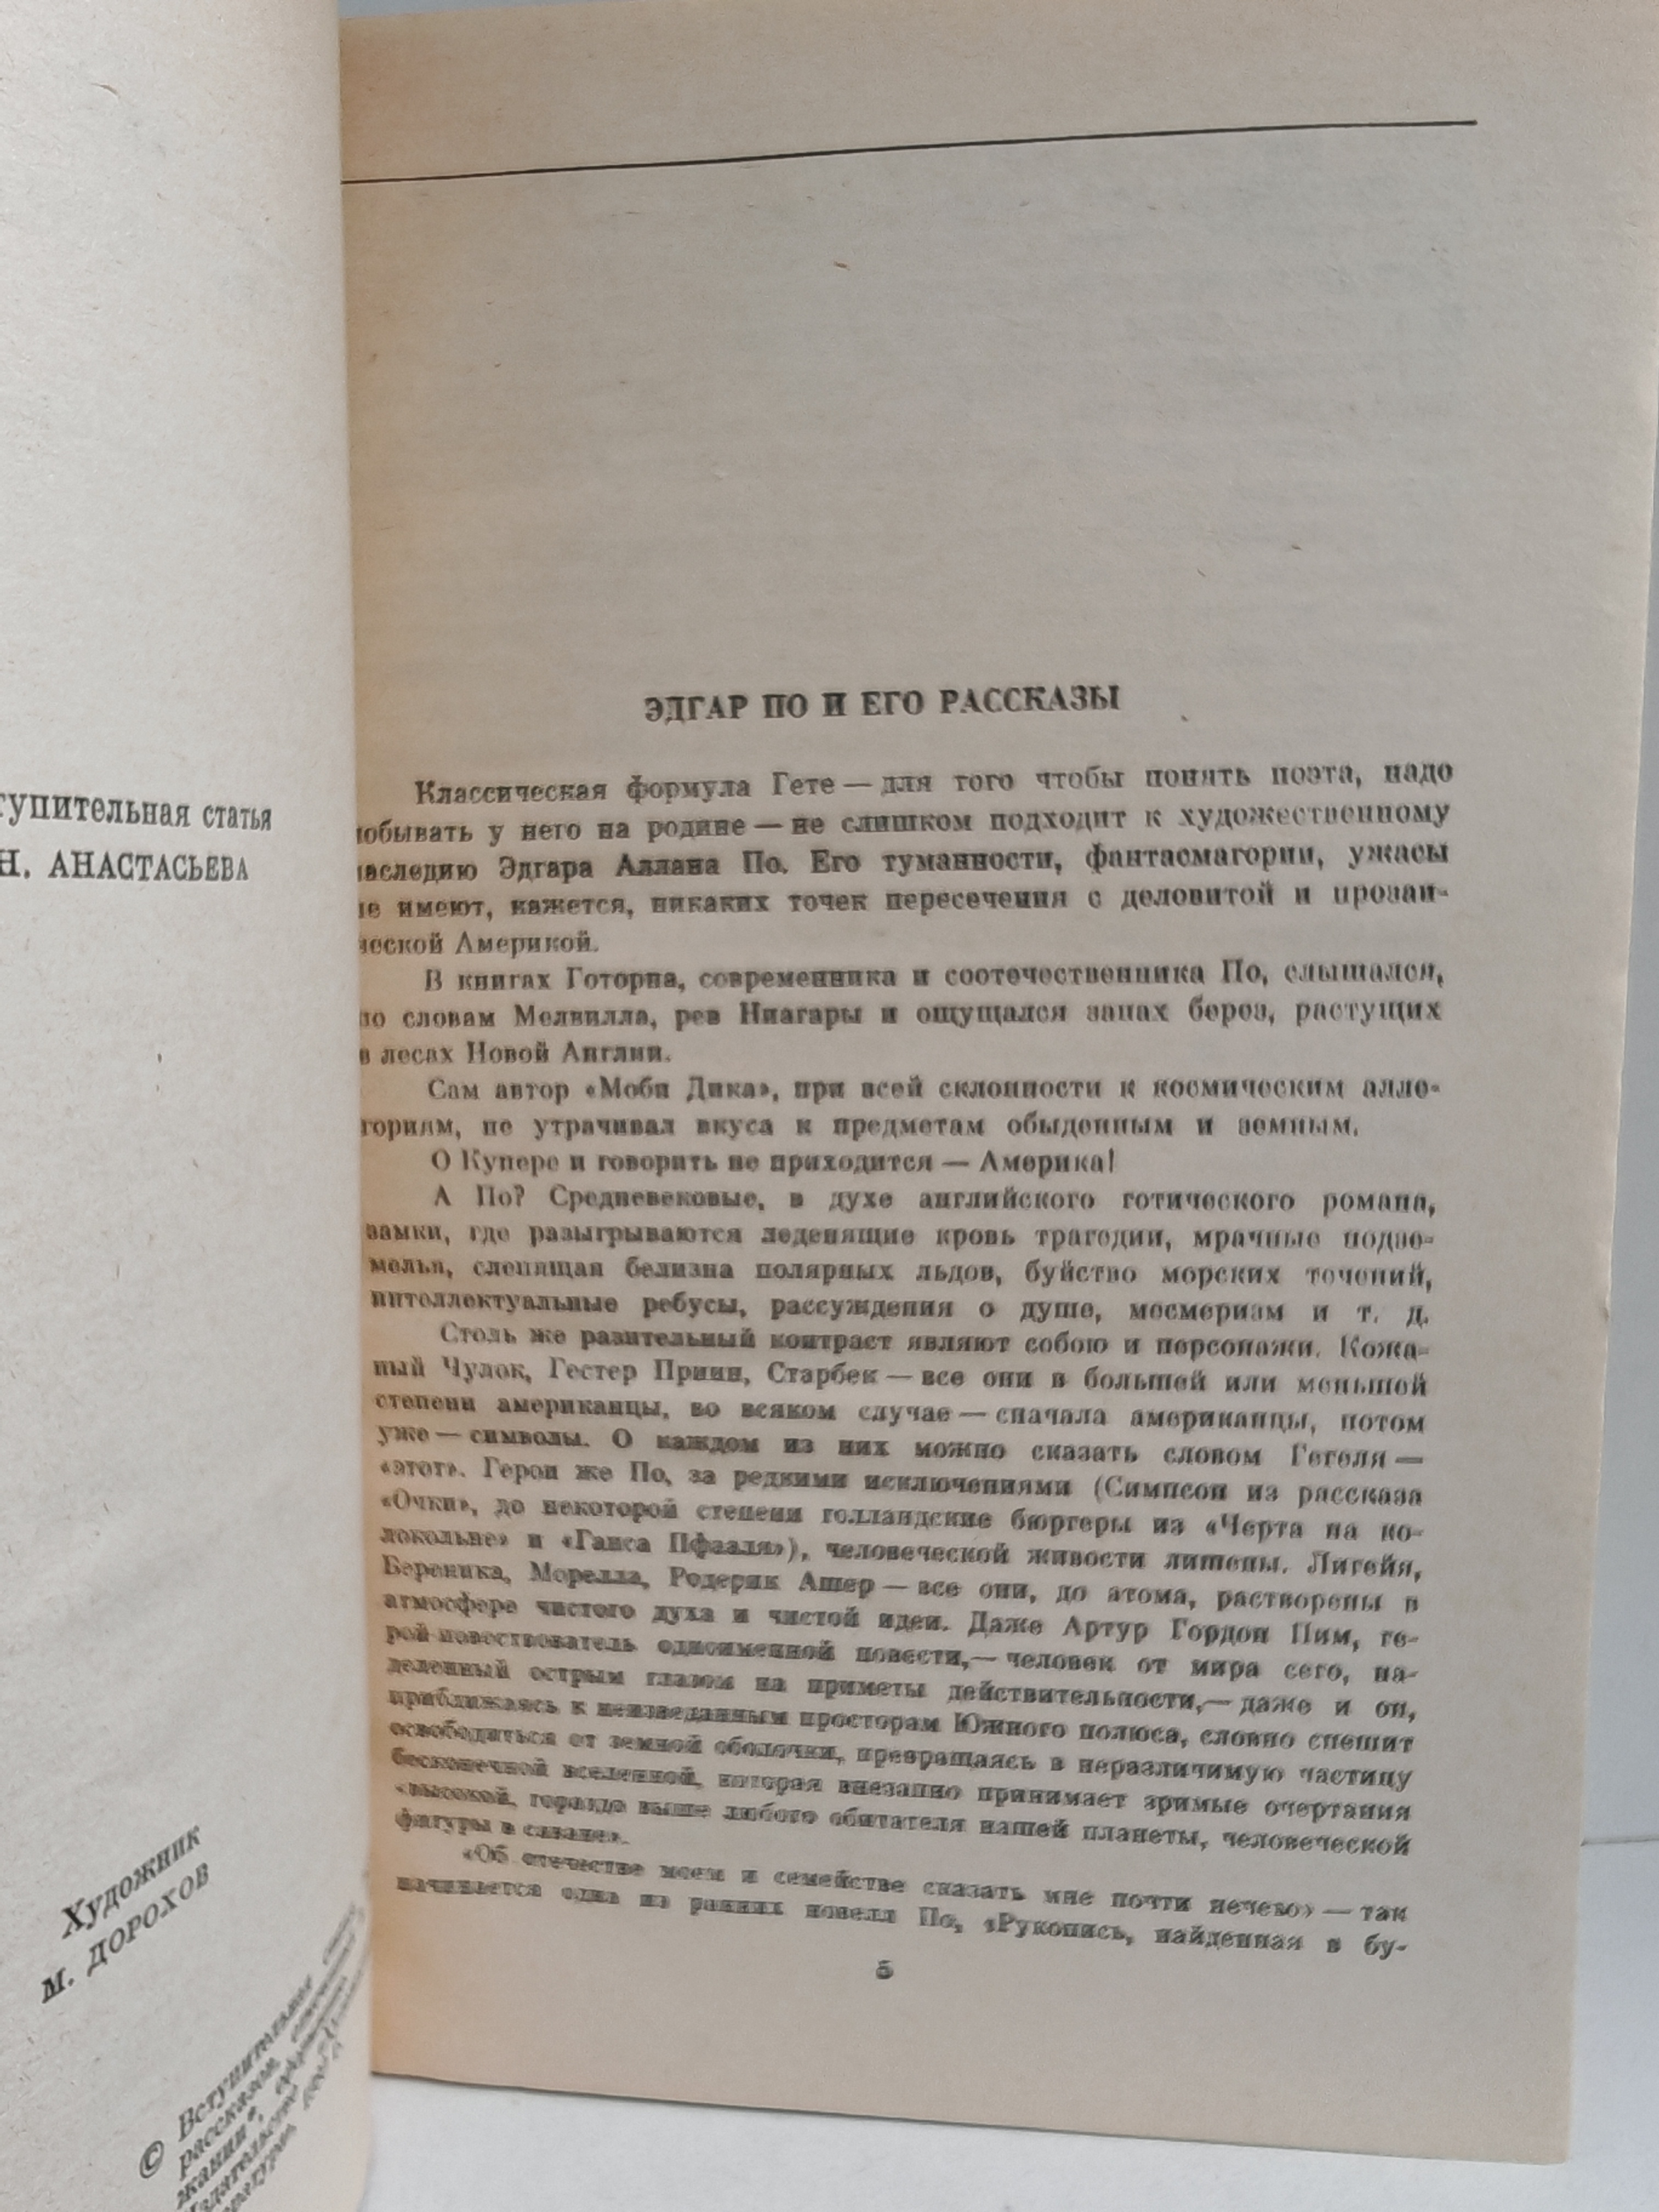 тупительная статья
Н. АНАСТАСЬЕВА
Художник
М. ДОРОХОВ
© Вступительная
рассказом
жании
ЭДГАР ПО И ЕГО РАССКАЗЫ
Классическая формула Гете — для того чтобы понять поэта, надо
побывать у него на родине — не слишком подходит к художественному
наследию Эдгара Аллана По. Его туманности, фантасмагории, ужасы
не имеют, кажется, никаких точек пересечения с деловитой и прозаи-
ческой Америкой.
В книгах Готорна, современника и соотечественника По, слышался,
по словам Мелвилла, рев Ниагары и ощущался запах берез, растущих
в лесах Новой Англии.
Сам автор «Моби Дика», при всей склонности к космическим алле-
гориям, не утрачивал вкуса к предметам обыденным и земным.
О Купере и говорить не приходится — Америка!
А По? Средневековые, в духе английского готического романа,
замки, где разыгрываются леденящие кровь трагедии, мрачные подзе-
мелья, слепящая белизна полярных льдов, буйство морских течений,
интеллектуальные ребусы, рассуждения о душе, месмеризм и т. д.
Столь же разительный контраст являют собою и персонажи. Кожа-
ный Чулок, Гестер Принн, Старбек — все они в большей или меньшей
степени американцы, во всяком случае — сначала американцы, потом
уже — символы. О каждом из них можно сказать словом Гегеля —
«этот». Герои же По, за редкими исключениями (Симпсон из рассказа
«Очки», до некоторой степени голландские бюргеры из «Черта на ко-
локольне» и «Ганса Пфааля»), человеческой живости лишены. Лигейя,
Береника, Морелла, Родерик Ашер — все они, до атома, растворены в
атмосфере чистого духа и чистой идеи. Даже Артур Гордон Пим, ге-
рой-повествователь одноименной повести,— человек от мира сего, на-
деленный острым глазом на приметы действительности,— даже и он,
приближаясь к неизведанным просторам Южного полюса, словно спешит
освободиться от земной оболочки, превращаясь в неразличимую частицу
бесконечной вселенной, которая внезапно принимает зримые очертания
«высокой, гораздо выше любого обитателя нашей планеты, человеческой
фигуры в саване».
«Об отечестве моем и семействе сказать мне почти нечего» — так
начинается одна из ранних новелл По, «Рукопись, найденная в бу-
5